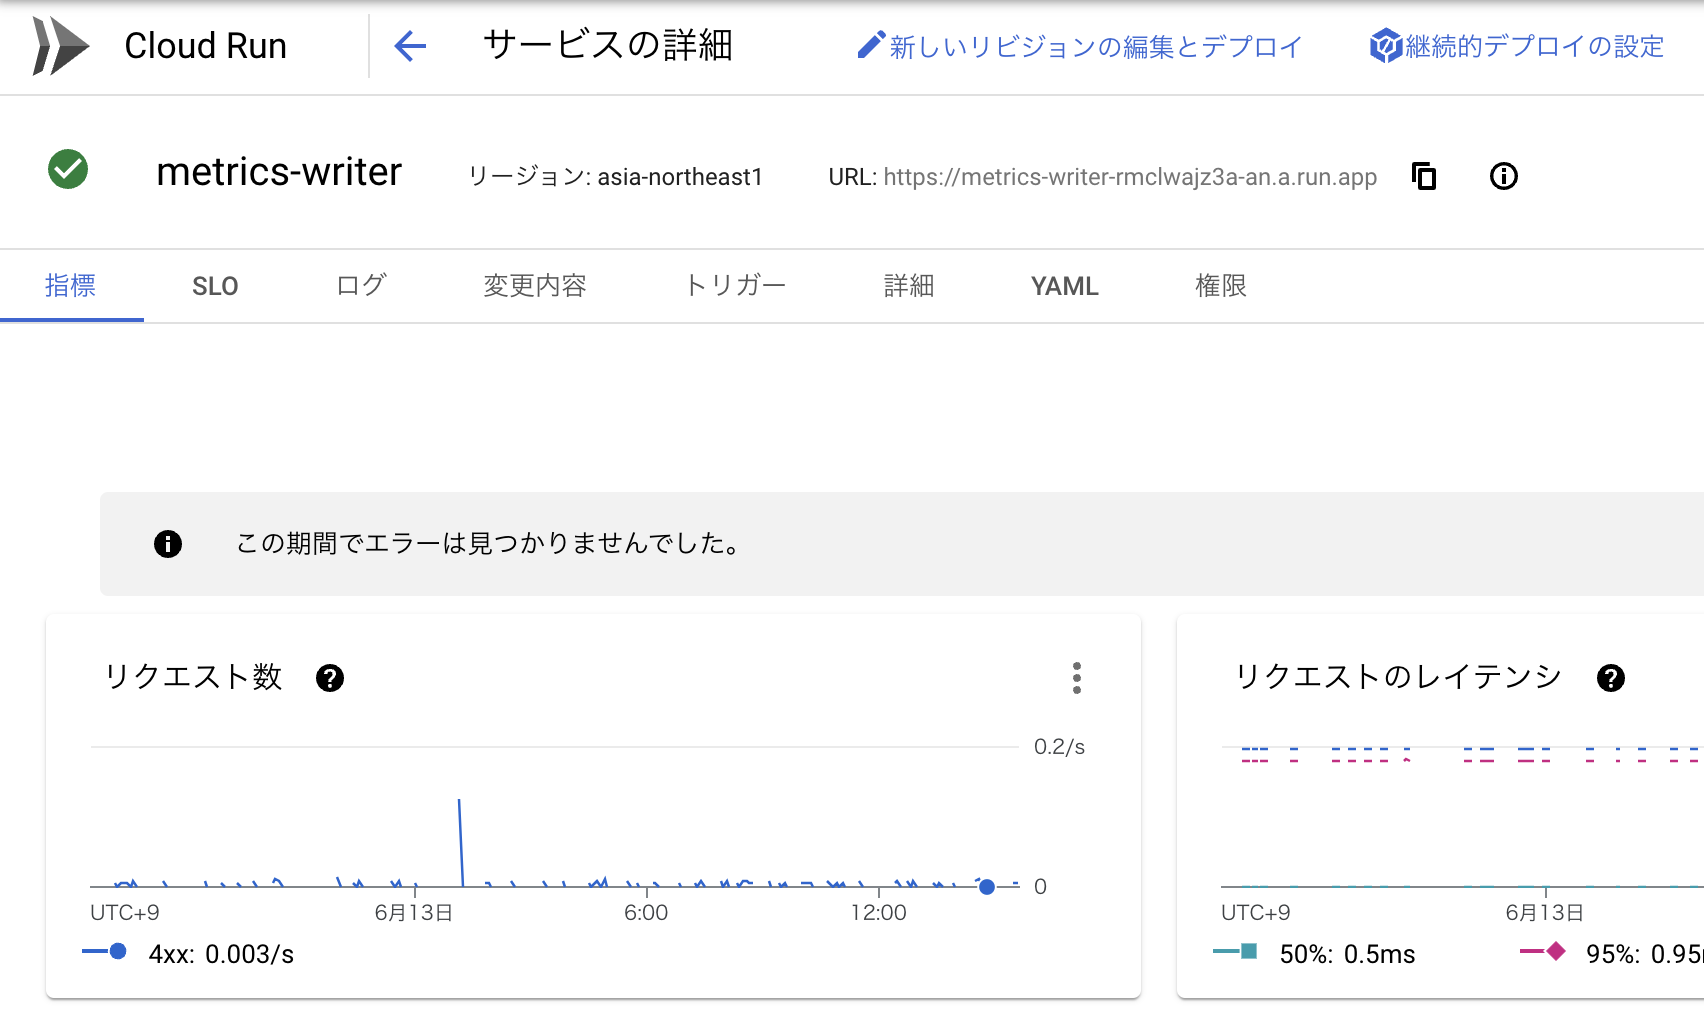 Cloud Run
サービスの詳細
新しいリビジョンの編集とデプロイ
継続的デプロイの設定
metrics-writer
リージョン: asia-northeast1
URL: https://metrics-writer-rmclwajz3a-an.a.run.app
指標
SLO
ログ
変更内容
トリガー
詳細
YAML
権限
この期間でエラーは見つかりませんでした。
リクエスト数
0.2/s
0
UTC+9
6月13日
6:00
12:00
4xx: 0.003/s
リクエストのレイテンシ
UTC+9
6月13日
50%: 0.5ms
95%: 0.95